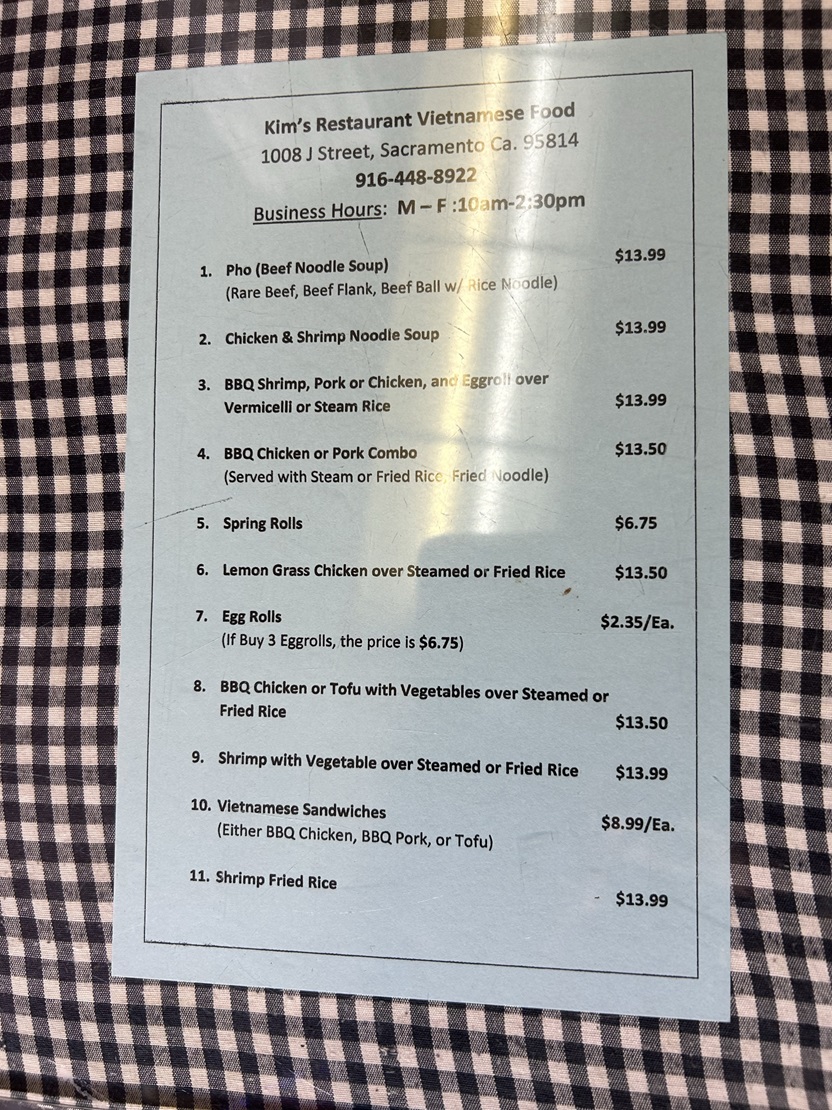 Kim's Restaurant Vietnamese Food
1008 J Street, Sacramento Ca. 95814
916-448-8922
Business Hours: M – F :10am-2:30pm
1. Pho (Beef Noodle Soup) $13.99
(Rare Beef, Beef Flank, Beef Ball w/ Rice Noodle)
2. Chicken & Shrimp Noodle Soup $13.99
3. BBQ Shrimp, Pork or Chicken, and Eggroll over
Vermicelli or Steam Rice $13.99
4. BBQ Chicken or Pork Combo $13.50
(Served with Steam or Fried Rice, Fried Noodle)
5. Spring Rolls $6.75
6. Lemon Grass Chicken over Steamed or Fried Rice $13.50
7. Egg Rolls $2.35/Ea.
(If Buy 3 Eggrolls, the price is $6.75)
8. BBQ Chicken or Tofu with Vegetables over Steamed or
Fried Rice $13.50
9. Shrimp with Vegetable over Steamed or Fried Rice $13.99
10. Vietnamese Sandwiches $8.99/Ea.
(Either BBQ Chicken, BBQ Pork, or Tofu)
11. Shrimp Fried Rice - $13.99